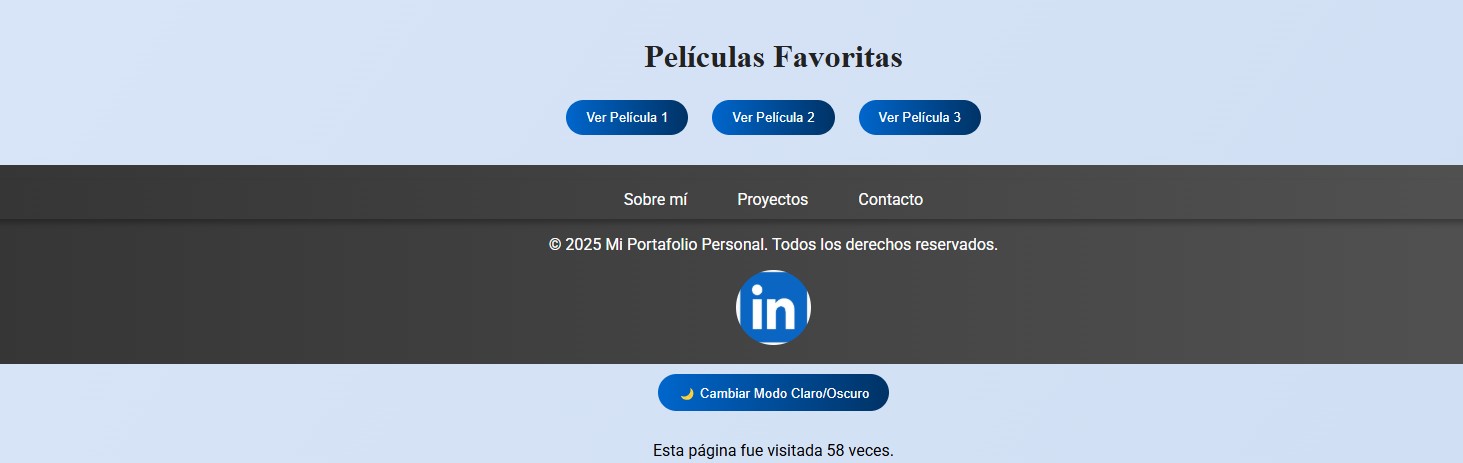 Películas Favoritas
Ver Película 1 Ver Película 2 Ver Película 3
Sobre mí Proyectos Contacto
© 2025 Mi Portafolio Personal. Todos los derechos reservados.
in
🌙 Cambiar Modo Claro/Oscuro
Esta página fue visitada 58 veces.